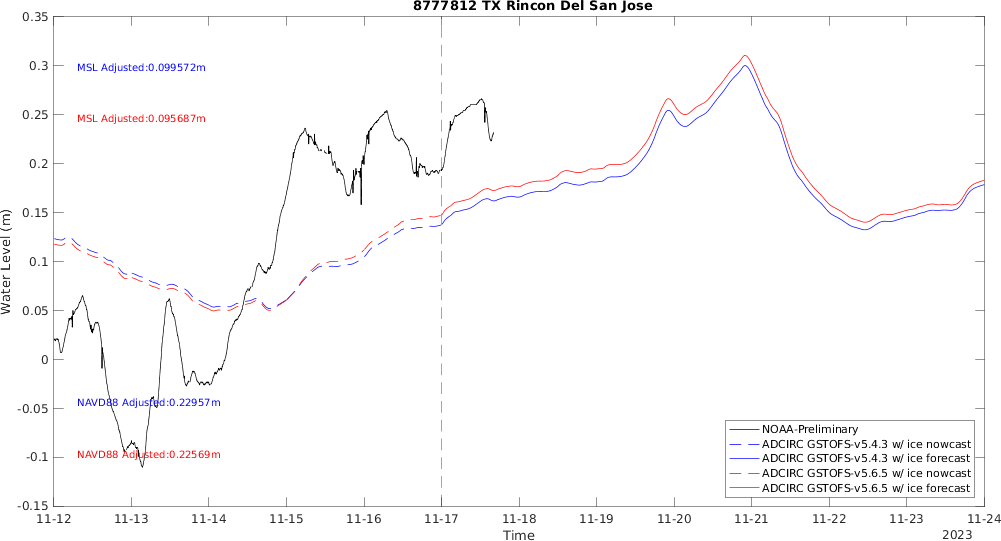 8777812 TX Rincon Del San Jose
0.35
0.3
0.25
0.2
0.15
0.1
0.05
0
-0.05
-0.1
-0.15
Water Level (m)
MSL Adjusted:0.099572m
MSL Adjusted:0.095687m
NAVD88 Adjusted:0.22957m
NAVD88 Adjusted:0.22569m
NOAA-Preliminary
ADCIRC GSTOFS-v5.4.3 w/ ice nowcast
ADCIRC GSTOFS-v5.4.3 w/ ice forecast
ADCIRC GSTOFS-v5.6.5 w/ ice nowcast
ADCIRC GSTOFS-v5.6.5 w/ ice forecast
11-12 11-13 11-14 11-15 11-16 11-17 11-18 11-19 11-20 11-21 11-22 11-23 11-24
Time
2023